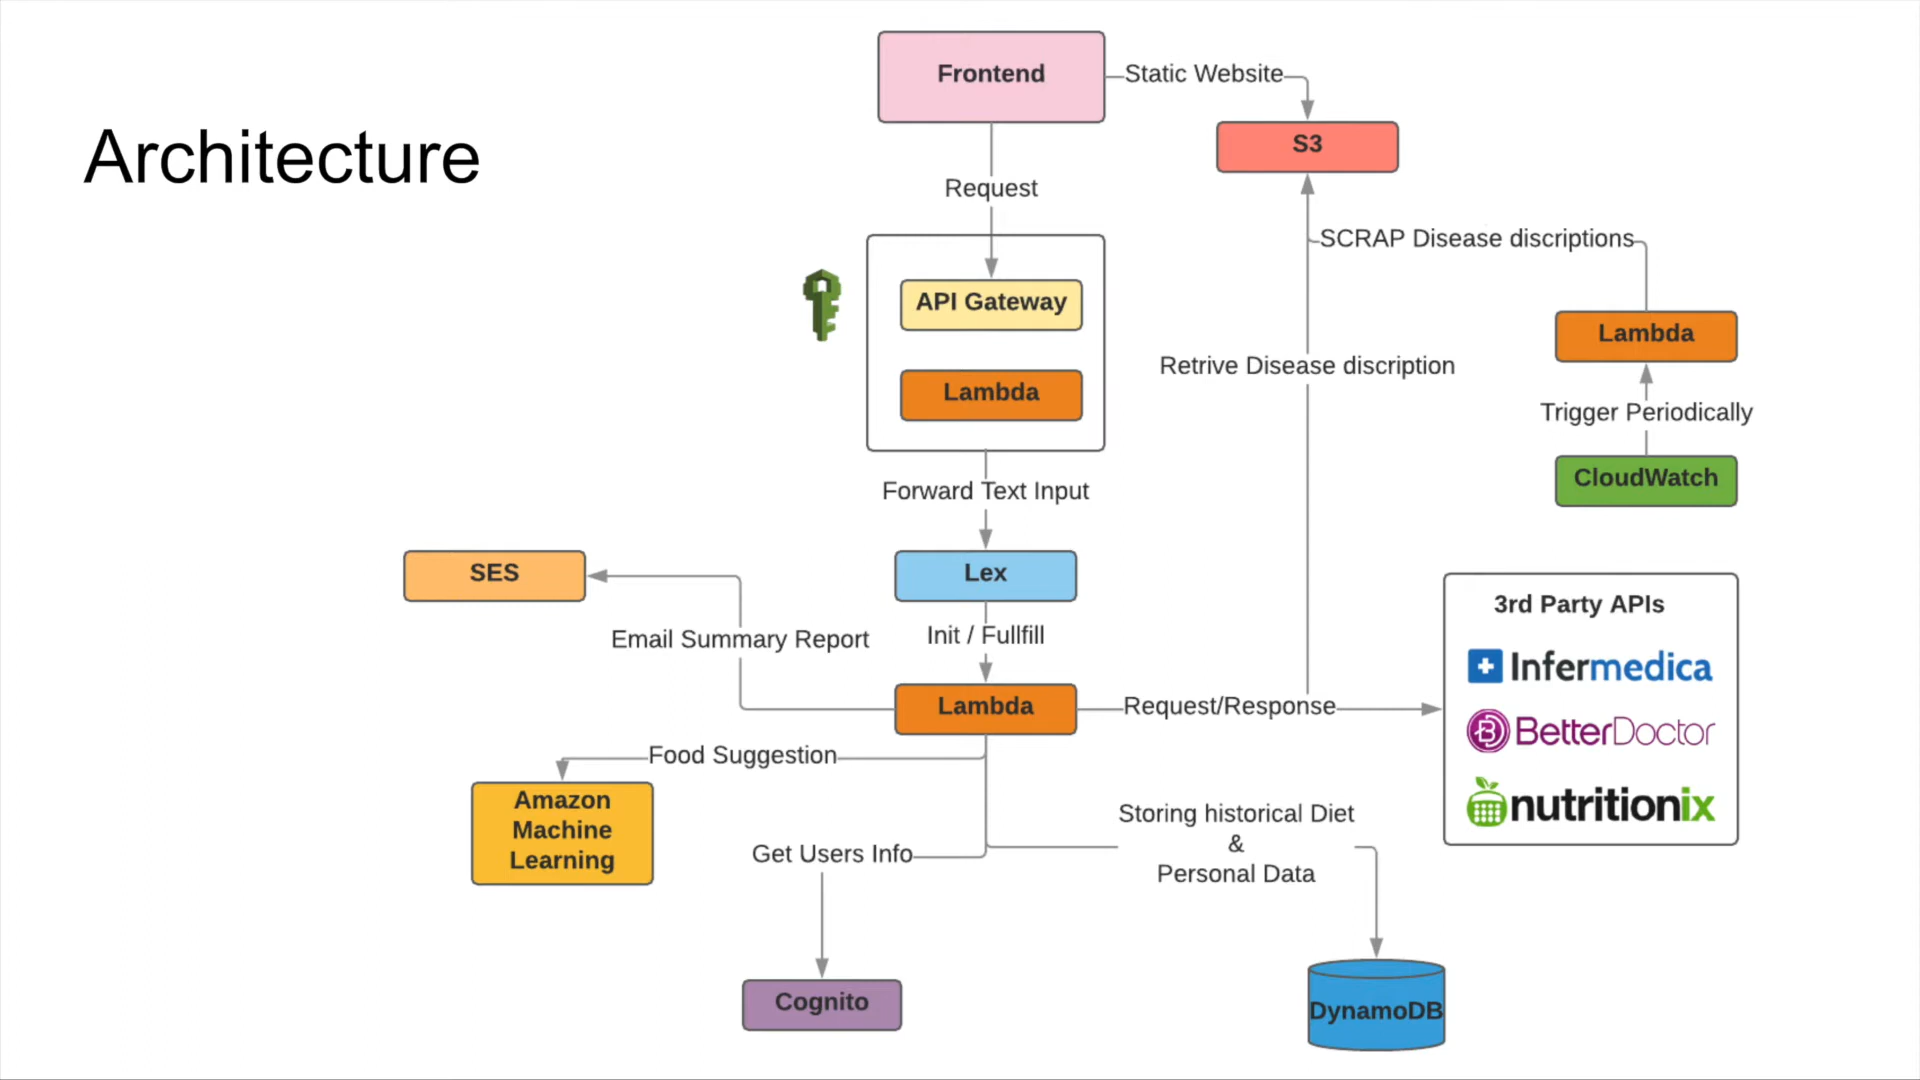 Architecture
Frontend
Static Website
S3
Request
SCRAP Disease discriptions
API Gateway
Lambda
Retrive Disease discription
Lambda
Trigger Periodically
CloudWatch
Forward Text Input
SES
Lex
3rd Party APIs
Infermedica
BetterDoctor
nutritionix
Email Summary Report
Init / Fullfill
Lambda
Request/Response
Food Suggestion
Amazon
Machine
Learning
Get Users Info
Storing historical Diet
&
Personal Data
Cognito
DynamoDB